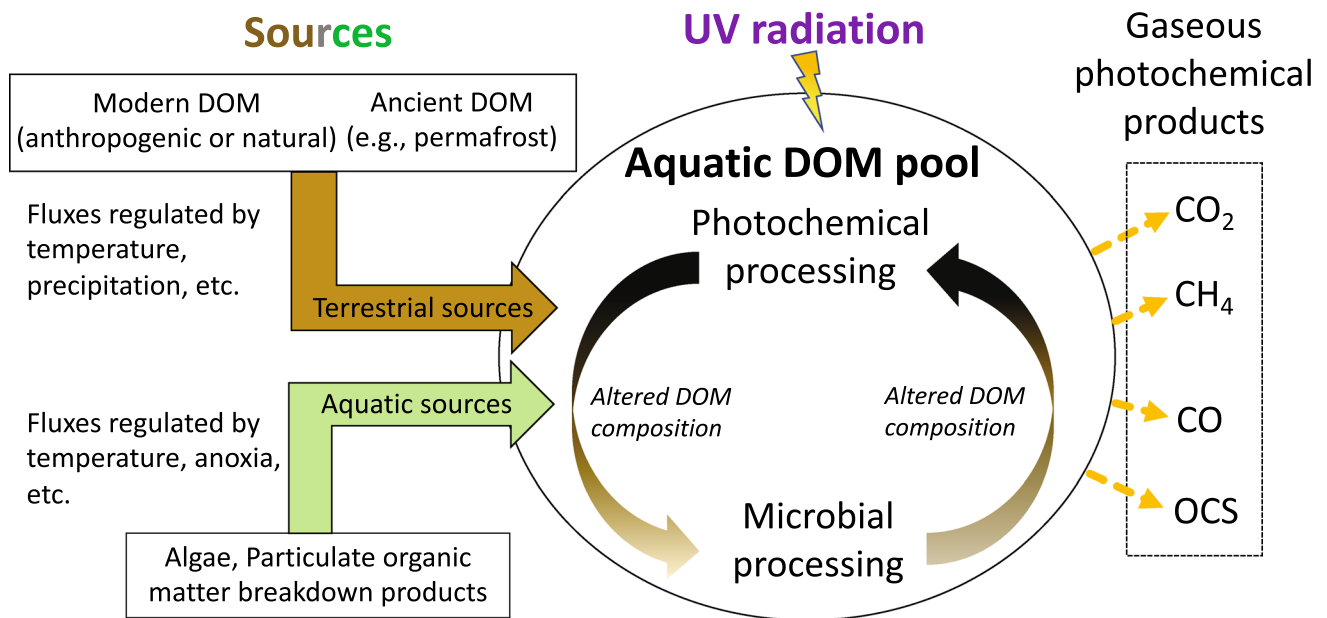 Sources
Modern DOM
(anthropogenic or natural)
Ancient DOM
(e.g., permafrost)
Fluxes regulated by
temperature,
precipitation, etc.
Terrestrial sources
Aquatic sources
Fluxes regulated by
temperature, anoxia,
etc.
Algae, Particulate organic
matter breakdown products
UV radiation
Aquatic DOM pool
Photochemical
processing
Altered DOM
composition
Altered DOM
composition
Microbial
processing
Gaseous
photochemical
products
CO₂
CH₄
CO
OCS